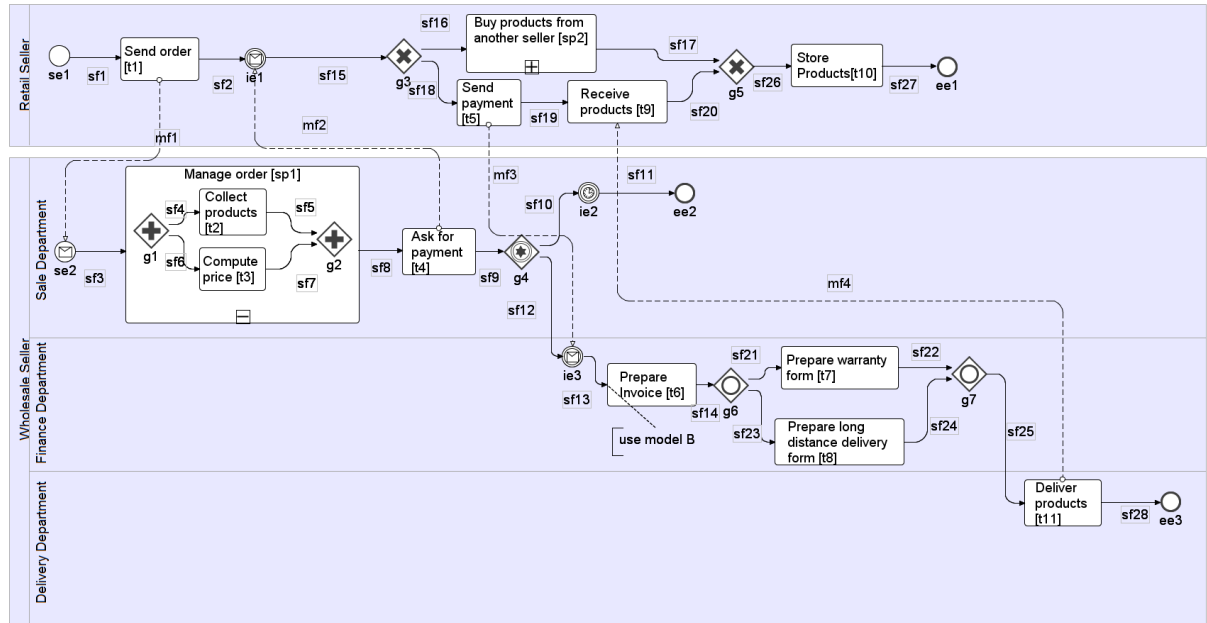 Retail Seller
se1
sf1
Send order
[t1]
sf2
ie1
sf15
g3
sf16
Buy products from
another seller [sp2]
sf17
sf18
Send
payment
[t5]
sf19
Receive
products [t9]
sf20
g5
sf26
Store
Products[t10]
sf27
ee1
mf1
mf2
mf3
sf11
Wholesale Seller
Sale Department
se2
sf3
Manage order [sp1]
g1
sf4
Collect
products
[t2]
sf5
sf6
Compute
price [t3]
sf7
g2
sf8
Ask for
payment
[t4]
sf9
g4
sf10
ie2
ee2
sf12
mf4
Finance Department
ie3
sf13
Prepare
Invoice [t6]
sf14
g6
use model B
sf21
Prepare warranty
form [t7]
sf22
sf23
Prepare long
distance delivery
form [t8]
sf24
g7
sf25
Delivery Department
Deliver
products
[t11]
sf28
ee3